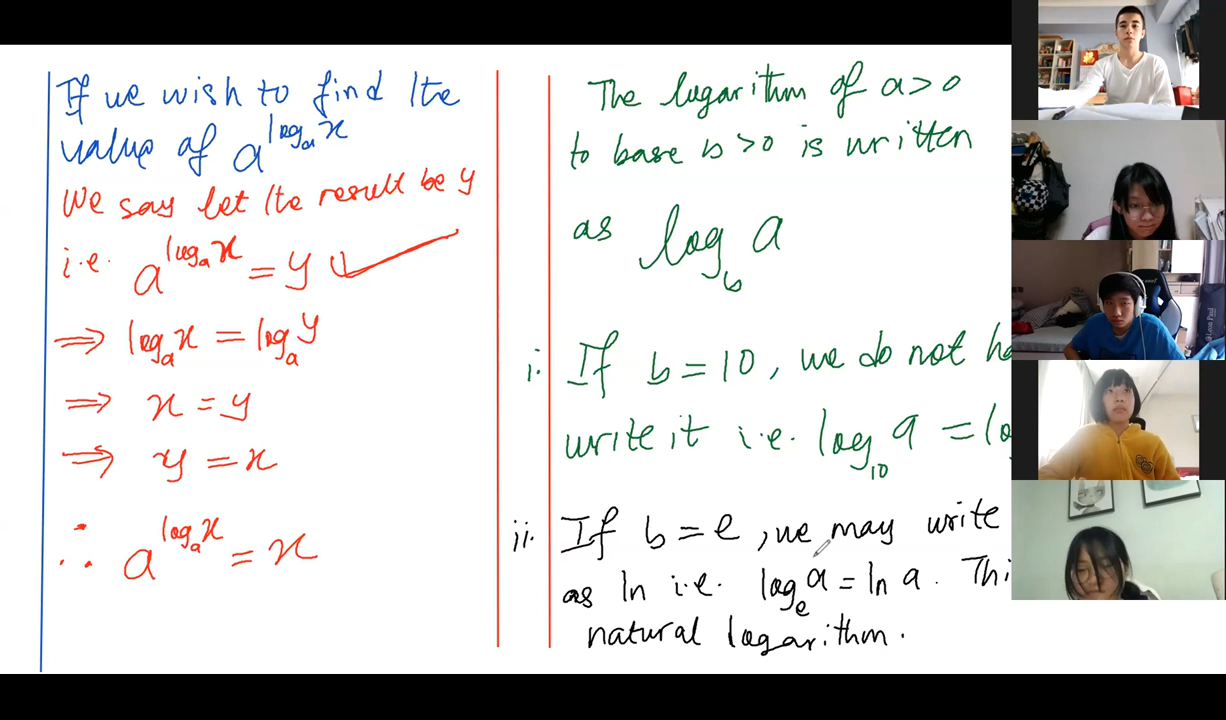 If we wish to find the
value of a^{log_a x}
We say let the result be y
i.e. a^{log_a x} = y ✓
⇒ log_a x = log_a y
⇒ x = y
⇒ y = x
∴ a^{log_a x} = x
The logarithm of a>0
to base b>0 is written
as log_b a
i. If b = 10, we do not
write it i.e. log_10 a =
ii. If b = e, we may write
as ln i.e. log_e a = ln a.
natural logarithm.